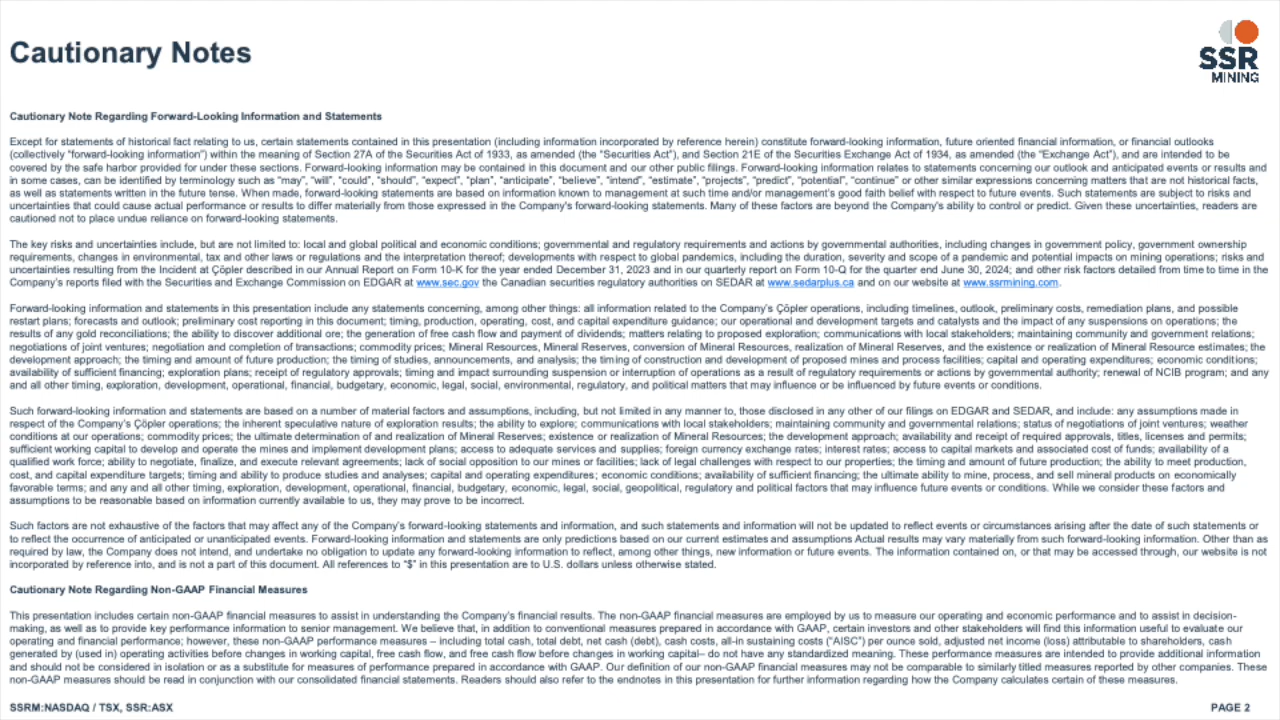 Cautionary Notes
SSR
MINING
Cautionary Note Regarding Forward-Looking Information and Statements
Except for statements of historical fact relating to us, certain statements contained in this presentation (including information incorporated by reference herein) constitute forward-looking information, future oriented financial information, or financial outlooks
(collectively “forward-looking information”) within the meaning of Section 27A of the Securities Act of 1933, as amended (the “Securities Act”), and Section 21E of the Securities Exchange Act of 1934, as amended (the “Exchange Act”), and are intended to be
covered by the safe harbor provided for under these sections. Forward-looking information may be contained in this document and our other public filings. Forward-looking information relates to statements concerning our outlook and anticipated events or results and
in some cases, can be identified by terminology such as “may”, “will”, “could”, “should”, “expect”, “plan”, “anticipate”, “believe”, “intend”, “estimate”, “projects”, “predict”, “potential”, “continue” or other similar expressions concerning matters that are not historical facts,
as well as statements written in the future tense. When made, forward-looking statements are based on information known to management at such time and/or management’s good faith belief with respect to future events. Such statements are subject to risks and
uncertainties that could cause actual performance or results to differ materially from those expressed in the Company's forward-looking statements. Many of these factors are beyond the Company’s ability to control or predict. Given these uncertainties, readers are
cautioned not to place undue reliance on forward-looking statements.
The key risks and uncertainties include, but are not limited to: local and global political and economic conditions; governmental and regulatory requirements and actions by governmental authorities, including changes in government policy, government ownership
requirements, changes in environmental, tax and other laws or regulations and the interpretation thereof; developments with respect to global pandemics, including the duration, severity and scope of a pandemic and potential impacts on mining operations; risks and
uncertainties resulting from the Incident at Çöpler described in our Annual Report on Form 10-K for the year ended December 31, 2023 and in our quarterly report on Form 10-Q for the quarter end June 30, 2024; and other risk factors detailed from time to time in the
Company’s reports filed with the Securities and Exchange Commission on EDGAR at www.sec.gov the Canadian securities regulatory authorities on SEDAR at www.sedarplus.ca and on our website at www.ssrmining.com.
Forward-looking information and statements in this presentation include any statements concerning, among other things: all information related to the Company’s Çöpler operations, including timelines, outlook, preliminary costs, remediation plans, and possible
restart plans; forecasts and outlook; preliminary cost reporting in this document; timing, production, operating, cost, and capital expenditure guidance; our operational and development targets and catalysts and the impact of any suspensions on operations; the
results of any gold reconciliations; the ability to discover additional ore; the generation of free cash flow and payment of dividends; matters relating to proposed exploration; communications with local stakeholders; maintaining community and government relations;
negotiations of joint ventures; negotiation and completion of transactions; commodity prices; Mineral Resources, Mineral Reserves, conversion of Mineral Resources, realization of Mineral Reserves, and the existence or realization of Mineral Resource estimates; the
development approach; the timing and amount of future production; the timing of studies, announcements, and analysis; the timing of construction and development of proposed mines and process facilities; capital and operating expenditures; economic conditions;
availability of sufficient financing; exploration plans; receipt of regulatory approvals; timing and impact surrounding suspension or interruption of operations as a result of regulatory requirements or actions by governmental authority; renewal of NCIB program; and any
and all other timing, exploration, development, operational, financial, budgetary, economic, legal, social, environmental, regulatory, and political matters that may influence or be influenced by future events or conditions.
Such forward-looking information and statements are based on a number of material factors and assumptions, including, but not limited in any manner to, those disclosed in any other of our filings on EDGAR and SEDAR, and include: any assumptions made in
respect of the Company’s Çöpler operations; the inherent speculative nature of exploration results; the ability to explore; communications with local stakeholders; maintaining community and governmental relations; status of negotiations of joint ventures; weather
conditions at our operations; commodity prices; the ultimate determination of and realization of Mineral Reserves; existence or realization of Mineral Resources; the development approach; availability and receipt of required approvals, titles, licenses and permits;
sufficient working capital to develop and operate the mines and implement development plans; access to adequate services and supplies; foreign currency exchange rates; interest rates; access to capital markets and associated cost of funds; availability of a
qualified work force; ability to negotiate, finalize, and execute relevant agreements; lack of social opposition to our mines or facilities; lack of legal challenges with respect to our properties; the timing and amount of future production; the ability to meet production,
cost, and capital expenditure targets; timing and ability to produce studies and analyses; capital and operating expenditures; economic conditions; availability of sufficient financing; the ultimate ability to mine, process, and sell mineral products on economically
favorable terms; and any and all other timing, exploration, development, operational, financial, budgetary, economic, legal, social, geopolitical, regulatory and political factors that may influence future events or conditions. While we consider these factors and
assumptions to be reasonable based on information currently available to us, they may prove to be incorrect.
Such factors are not exhaustive of the factors that may affect any of the Company’s forward-looking statements and information, and such statements and information will not be updated to reflect events or circumstances arising after the date of such statements or
to reflect the occurrence of anticipated or unanticipated events. Forward-looking information and statements are only predictions based on our current estimates and assumptions Actual results may vary materially from such forward-looking information. Other than as
required by law, the Company does not intend, and undertake no obligation to update any forward-looking information to reflect, among other things, new information or future events. The information contained on, or that may be accessed through, our website is not
incorporated by reference into, and is not a part of this document. All references to “$” in this presentation are to U.S. dollars unless otherwise stated.
Cautionary Note Regarding Non-GAAP Financial Measures
This presentation includes certain non-GAAP financial measures to assist in understanding the Company’s financial results. The non-GAAP financial measures are employed by us to measure our operating and economic performance and to assist in decision-
making, as well as to provide key performance information to senior management. We believe that, in addition to conventional measures prepared in accordance with GAAP, certain investors and other stakeholders will find this information useful to evaluate our
operating and financial performance; however, these non-GAAP performance measures – including total cash, total debt, net cash (debt), cash costs, all-in sustaining costs (“AISC”) per ounce sold, adjusted net income (loss) attributable to shareholders, cash
generated by (used in) operating activities before changes in working capital, free cash flow, and free cash flow before changes in working capital– do not have any standardized meaning. These performance measures are intended to provide additional information
and should not be considered in isolation or as a substitute for measures of performance prepared in accordance with GAAP. Our definition of our non-GAAP financial measures may not be comparable to similarly titled measures reported by other companies. These
non-GAAP measures should be read in conjunction with our consolidated financial statements. Readers should also refer to the endnotes in this presentation for further information regarding how the Company calculates certain of these measures.
SSRM:NASDAQ / TSX, SSR:ASX
PAGE 2